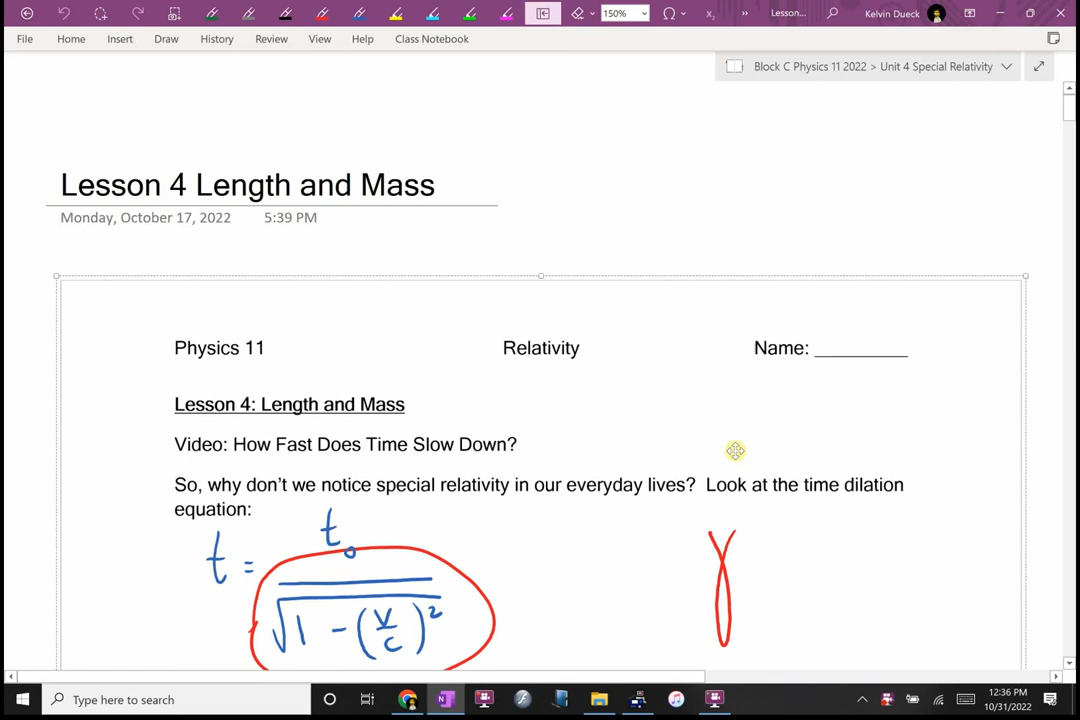 150%
Lesson...
Kelvin Dueck
File Home Insert Draw History Review View Help Class Notebook
Block C Physics 11 2022 > Unit 4 Special Relativity
Lesson 4 Length and Mass
Monday, October 17, 2022 5:39 PM
Physics 11 Relativity Name: _________
Lesson 4: Length and Mass
Video: How Fast Does Time Slow Down?
So, why don't we notice special relativity in our everyday lives? Look at the time dilation
equation:
t = t₀ / √1 - (v/c)²
γ
Type here to search
12:36 PM
10/31/2022